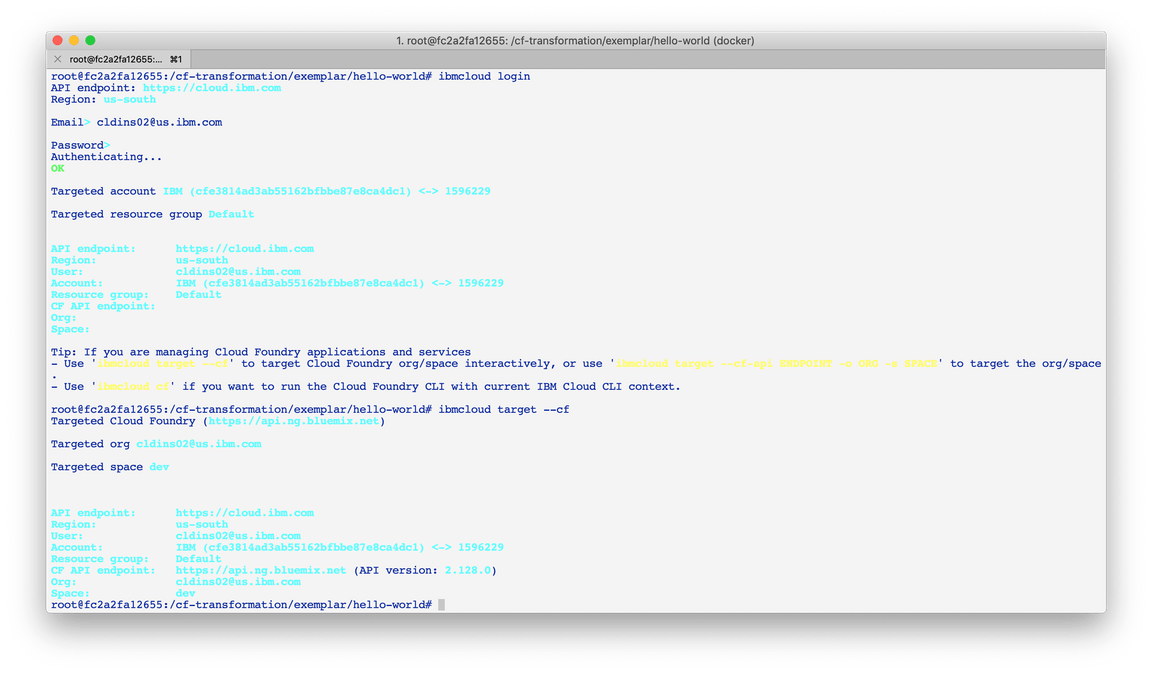 1. root@fc2a2fa12655: /cf-transformation/exemplar/hello-world (docker)
root@fc2a2fa12655:... ⌘1
root@fc2a2fa12655:/cf-transformation/exemplar/hello-world# ibmcloud login
API endpoint: https://cloud.ibm.com
Region: us-south
Email> cldins02@us.ibm.com
Password>
Authenticating...
OK
Targeted account IBM (cfe3814ad3ab55162bfbbe87e8ca4dc1) <-> 1596229
Targeted resource group Default
API endpoint: https://cloud.ibm.com
Region: us-south
User: cldins02@us.ibm.com
Account: IBM (cfe3814ad3ab55162bfbbe87e8ca4dc1) <-> 1596229
Resource group: Default
CF API endpoint:
Org:
Space:
Tip: If you are managing Cloud Foundry applications and services
- Use 'ibmcloud target --cf' to target Cloud Foundry org/space interactively, or use 'ibmcloud target --cf-api ENDPOINT -o ORG -s SPACE' to target the org/space
.
- Use 'ibmcloud cf' if you want to run the Cloud Foundry CLI with current IBM Cloud CLI context.
root@fc2a2fa12655:/cf-transformation/exemplar/hello-world# ibmcloud target --cf
Targeted Cloud Foundry (https://api.ng.bluemix.net)
Targeted org cldins02@us.ibm.com
Targeted space dev
API endpoint: https://cloud.ibm.com
Region: us-south
User: cldins02@us.ibm.com
Account: IBM (cfe3814ad3ab55162bfbbe87e8ca4dc1) <-> 1596229
Resource group: Default
CF API endpoint: https://api.ng.bluemix.net (API version: 2.128.0)
Org: cldins02@us.ibm.com
Space: dev
root@fc2a2fa12655:/cf-transformation/exemplar/hello-world#